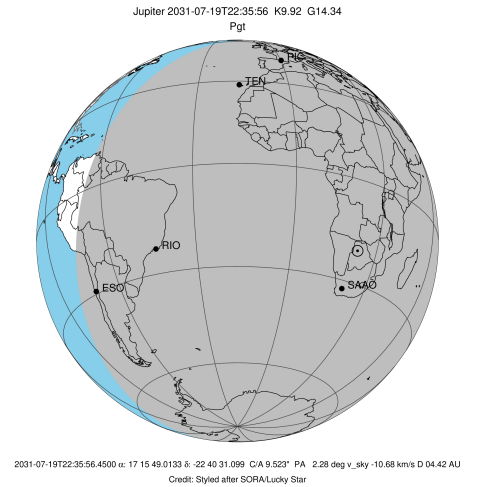 Jupiter 2031-07-19T22:35:56  K9.92  G14.34
Pgt
PIC
TEN
RIO
ESO
SAAO
2031-07-19T22:35:56.4500 α: 17 15 49.0133 δ: -22 40 31.099  C/A 9.523"  PA  2.28 deg v_sky -10.68 km/s D 04.42 AU
Credit: Styled after SORA/Lucky Star